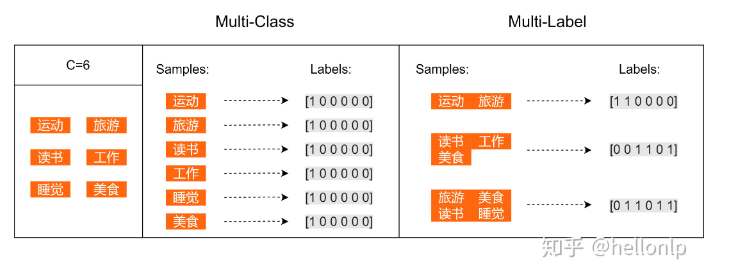 Multi-Class Multi-Label
C=6 Samples: Labels: Samples: Labels:
运动 旅游
读书 工作
睡觉 美食
运动 [1 0 0 0 0 0]
旅游 [1 0 0 0 0 0]
读书 [1 0 0 0 0 0]
工作 [1 0 0 0 0 0]
睡觉 [1 0 0 0 0 0]
美食 [1 0 0 0 0 0]
运动 旅游 [1 1 0 0 0 0]
读书 工作
美食 [0 0 1 1 0 1]
旅游 美食
读书 睡觉 [0 1 1 0 1 1]
知乎 @hellonlp